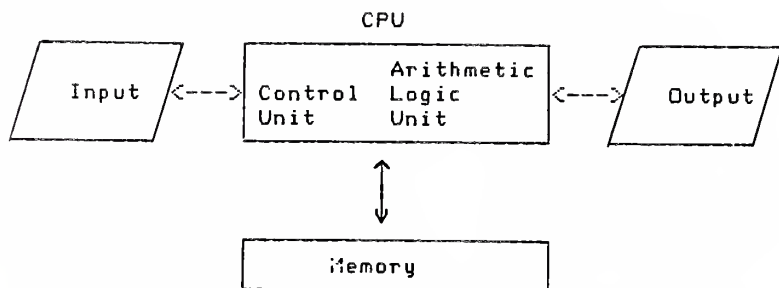 CPU
Input
Control
Unit
Arithmetic
Logic
Unit
Output
Memory